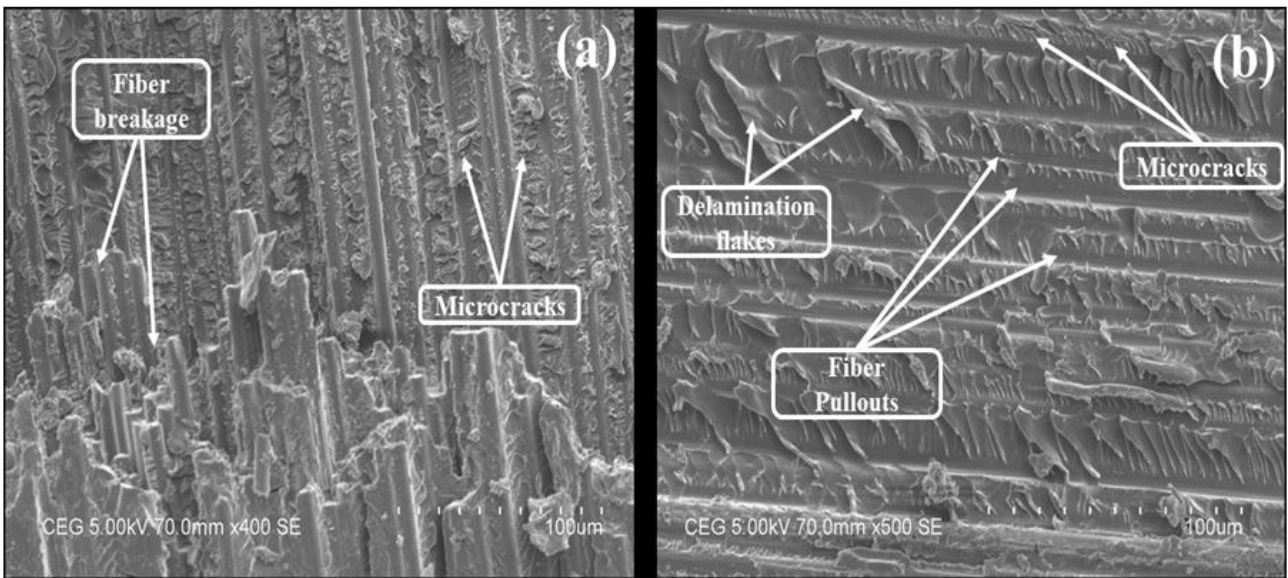 (a)
Fiber
breakage
Microcracks
CEG 5.00kV 70.0mm x400 SE
100um
(b)
Microcracks
Delamination
flakes
Fiber
Pullouts
CEG 5.00kV 70.0mm x500 SE
100um